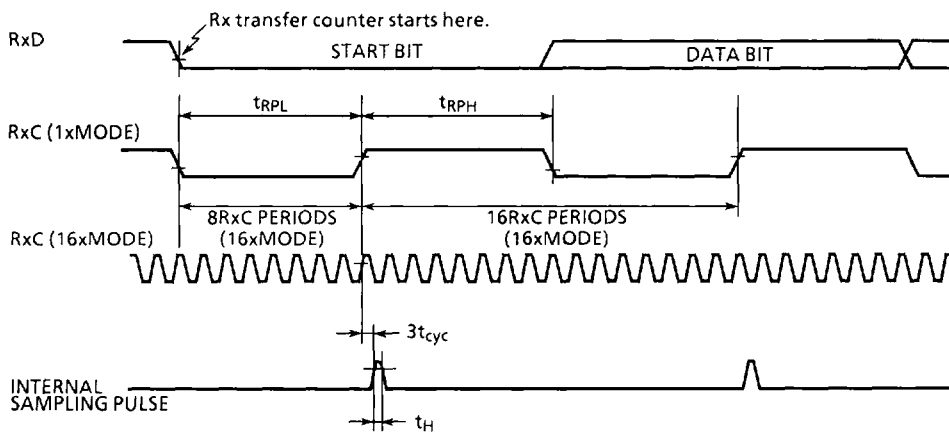 Rx transfer counter starts here.
RxD
START BIT
DATA BIT
tRPL
tRPH
RxC (1xMODE)
8RxC PERIODS
(16xMODE)
16RxC PERIODS
(16xMODE)
RxC (16xMODE)
3tcyc
INTERNAL
SAMPLING PULSE
tH